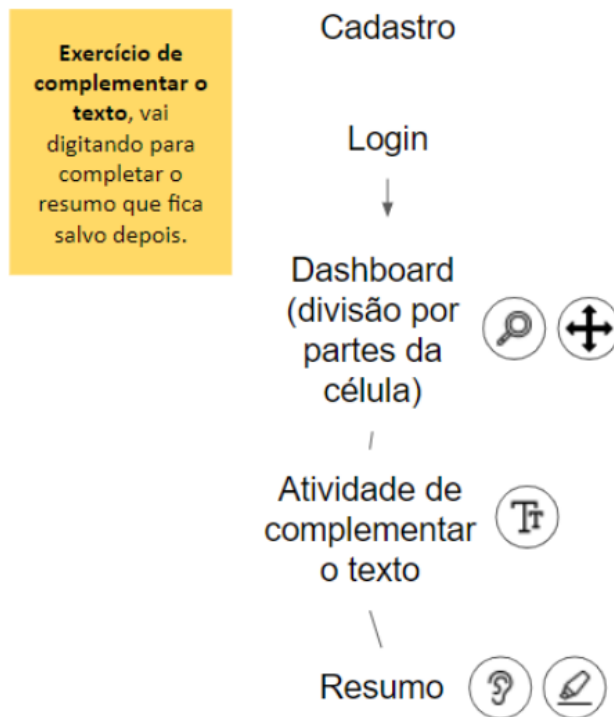 Exercício de
complementar o
texto, vai
digitando para
completar o
resumo que fica
salvo depois.
Cadastro
Login
Dashboard
(divisão por
partes da
célula)
Atividade de
complementar
o texto
TT
Resumo